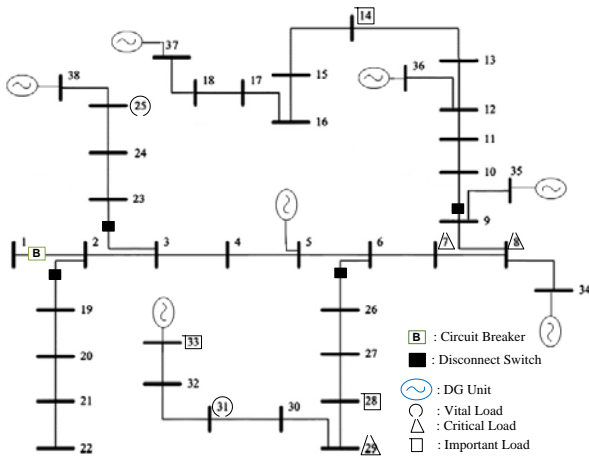 14
37
13
38
36
18 17 15
25
16
12
24
11
10 35
23
9
1 2 3 4 5 6 7 8
B
34
19 26
33
B : Circuit Breaker
20 27
: Disconnect Switch
32
: DG Unit
21 31 30 28
: Vital Load
: Critical Load
22 29
: Important Load